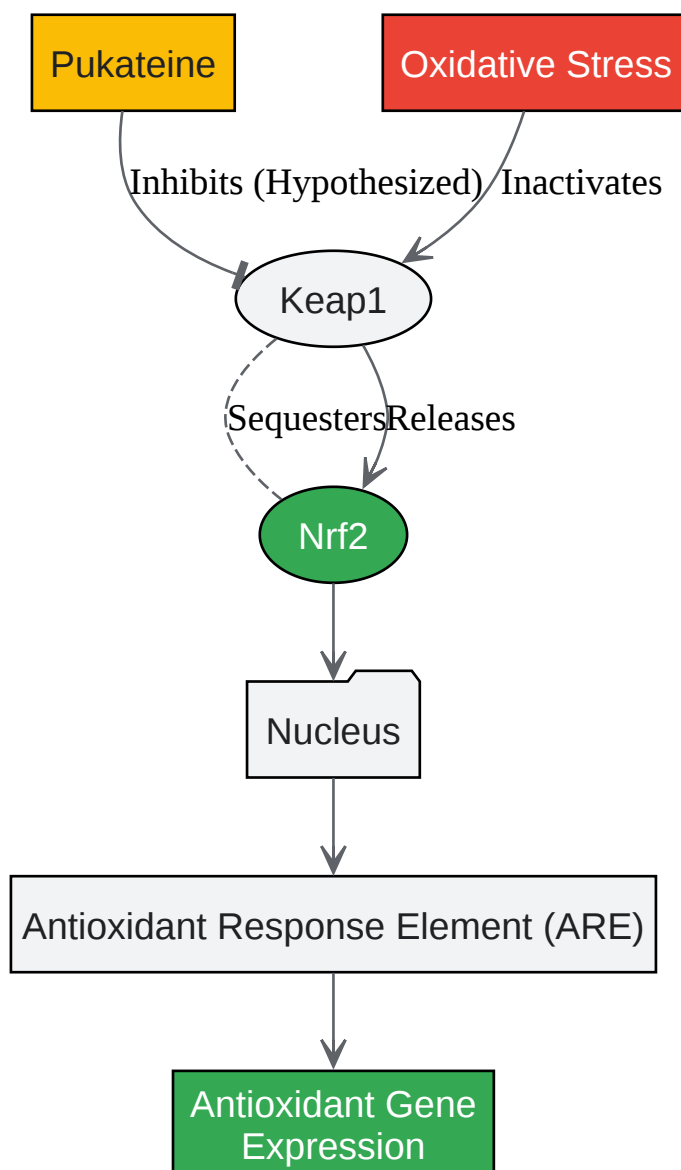 Pukateine
Oxidative Stress
Inhibits (Hypothesized)
Inactivates
Keap1
Sequesters
Releases
Nrf2
Nucleus
Antioxidant Response Element (ARE)
Antioxidant Gene
Expression